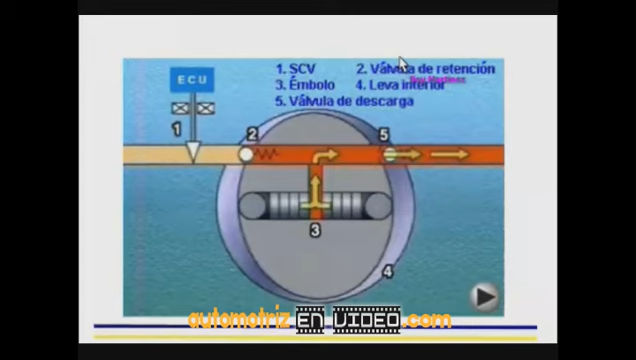 ECU
1. SCV 2. Válvula de retención
3. Émbolo 4. Leva interior
5. Válvula de descarga
1
2
5
3
4
automotriz EN VIDEO.com